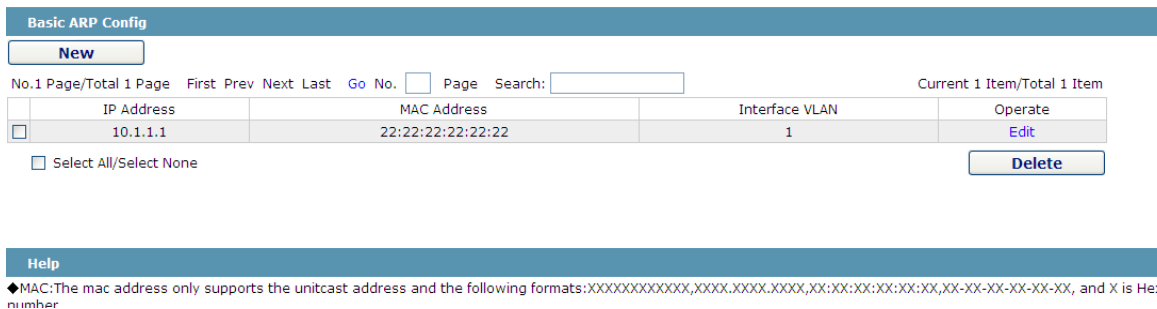 Basic ARP Config
New
No.1 Page/Total 1 Page First Prev Next Last Go No. Page Search: Current 1 Item/Total 1 Item
IP Address MAC Address Interface VLAN Operate
10.1.1.1 22:22:22:22:22:22 1 Edit
Select All/Select None Delete
Help
◆MAC:The mac address only supports the unitcast address and the following formats:XXXXXXXXXXXX,XXXX.XXXX.XXXX,XX:XX:XX:XX:XX:XX,XX-XX-XX-XX-XX-XX, and X is
number